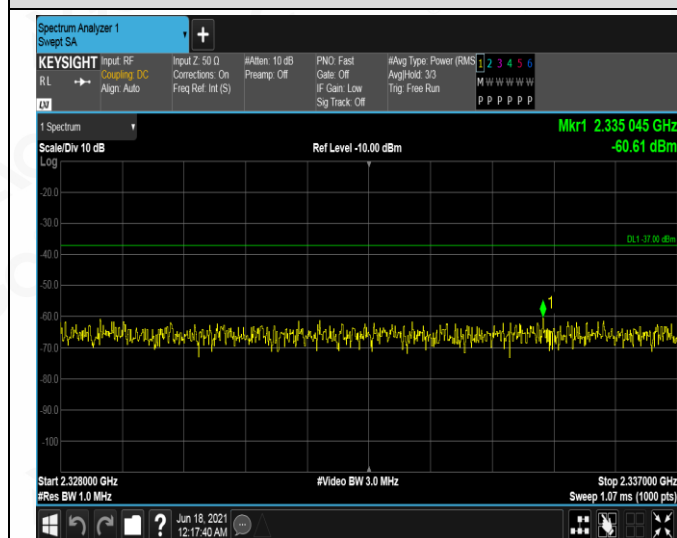 Spectrum Analyzer 1
Swept SA
+
KEYSIGHT
RL
Input: RF
Coupling: DC
Align: Auto
Input Z: 50 Ω
Corrections: On
Freq Ref: Int (S)
#Atten: 10 dB
Preamp: Off
PNO: Fast
Gate: Off
IF Gain: Low
Sig Track: Off
#Avg Type: Power (RMS
Avg|Hold: 3/3
Trig: Free Run
1 2 3 4 5 6
M W W W W W
P P P P P P
1 Spectrum
Scale/Div 10 dB
Ref Level -10.00 dBm
Mkr1 2.335 045 GHz
-60.61 dBm
Log
-20.0
-30.0
DL1 -37.00 dBm
-40.0
-50.0
1
-60.0
-70.0
-80.0
-90.0
-100
Start 2.328000 GHz
#Video BW 3.0 MHz
Stop 2.337000 GHz
#Res BW 1.0 MHz
Sweep 1.07 ms (1000 pts)
?
Jun 18, 2021
12:17:40 AM